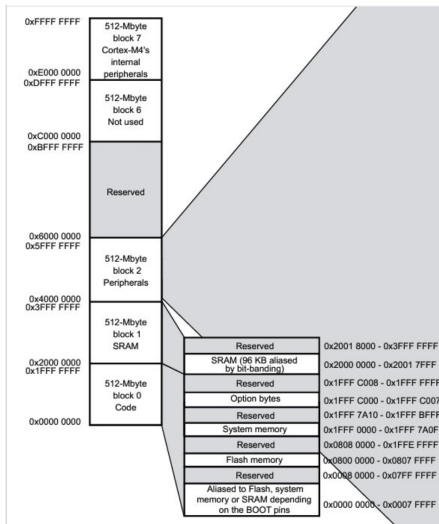 0xFFFF FFFF
512-Mbyte
block 7
Cortex-M4's
internal
peripherals
0xE000 0000
0xDFFF FFFF
512-Mbyte
block 6
Not used
0xC000 0000
0xBFFF FFFF
Reserved
0x6000 0000
0x5FFF FFFF
512-Mbyte
block 2
Peripherals
0x4000 0000
0x3FFF FFFF
512-Mbyte
block 1
SRAM
0x2000 0000
0x1FFF FFFF
512-Mbyte
block 0
Code
0x0000 0000
Reserved 0x2001 8000 - 0x3FFF FFFF
SRAM (96 KB aliased
by bit-banding) 0x2000 0000 - 0x2001 7FFF
Reserved 0x1FFF C008 - 0x1FFF FFFF
Option bytes 0x1FFF C000 - 0x1FFF C007
Reserved 0x1FFF 7A10 - 0x1FFF BFFF
System memory 0x1FFF 0000 - 0x1FFF 7A0F
Reserved 0x0808 0000 - 0x1FFE FFFF
Flash memory 0x0800 0000 - 0x0807 FFFF
Reserved 0x0008 0000 - 0x07FF FFFF
Aliased to Flash, system
memory or SRAM depending
on the BOOT pins 0x0000 0000 - 0x0007 FFFF